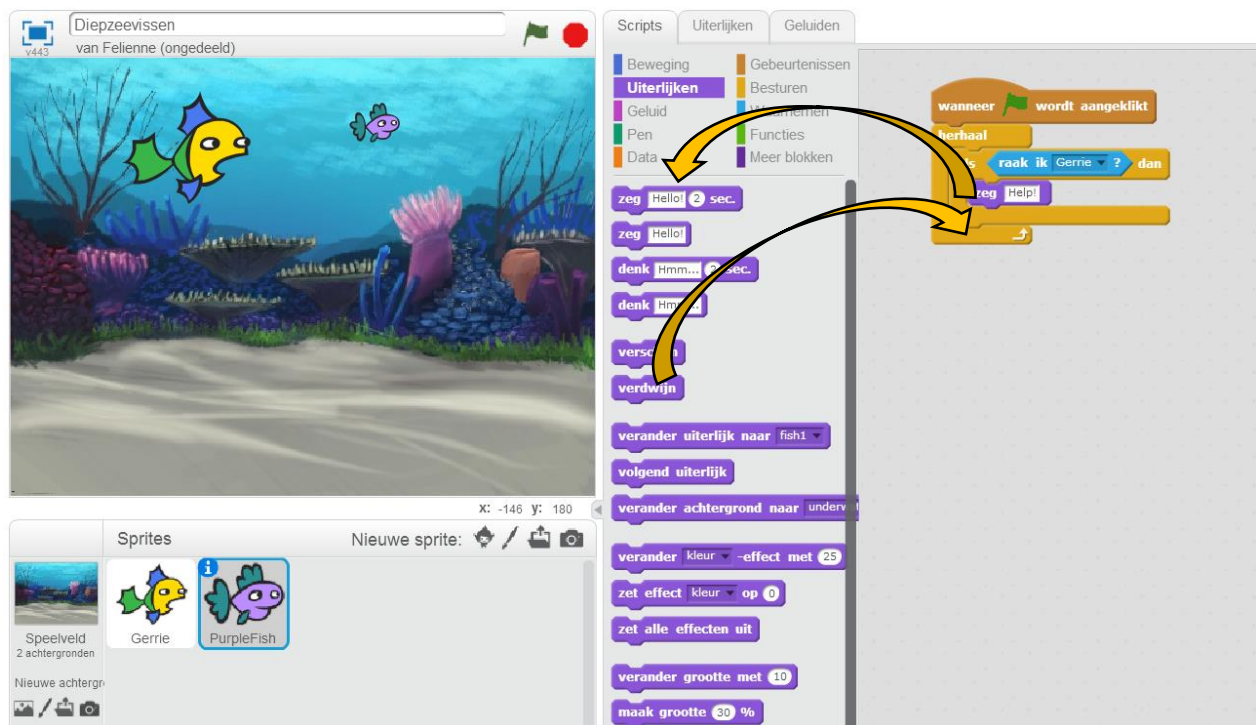 Diepzeevissen
v443
van Felienne (ongedeeld)
x: -146 y: 180
Sprites
Nieuwe sprite:
Speelveld
2 achtergronden
Nieuwe achtergr
Gerrie
PurpleFish
Scripts Uiterlijken Geluiden
Beweging Gebeurtenissen
Uiterlijken Besturen
Geluid
Pen Functies
Data Meer blokken
zeg Hello! 2 sec.
zeg Hello!
denk Hmm... 2 sec.
denk Hmm...
verdwijn
verander uiterlijk naar fish1
volgend uiterlijk
verander achtergrond naar
verander kleur -effect met 25
zet effect kleur op 0
zet alle effecten uit
verander grootte met 10
maak grootte 30 %
wanneer wordt aangeklikt
herhaal
raak ik Gerrie ? dan
zeg Help!